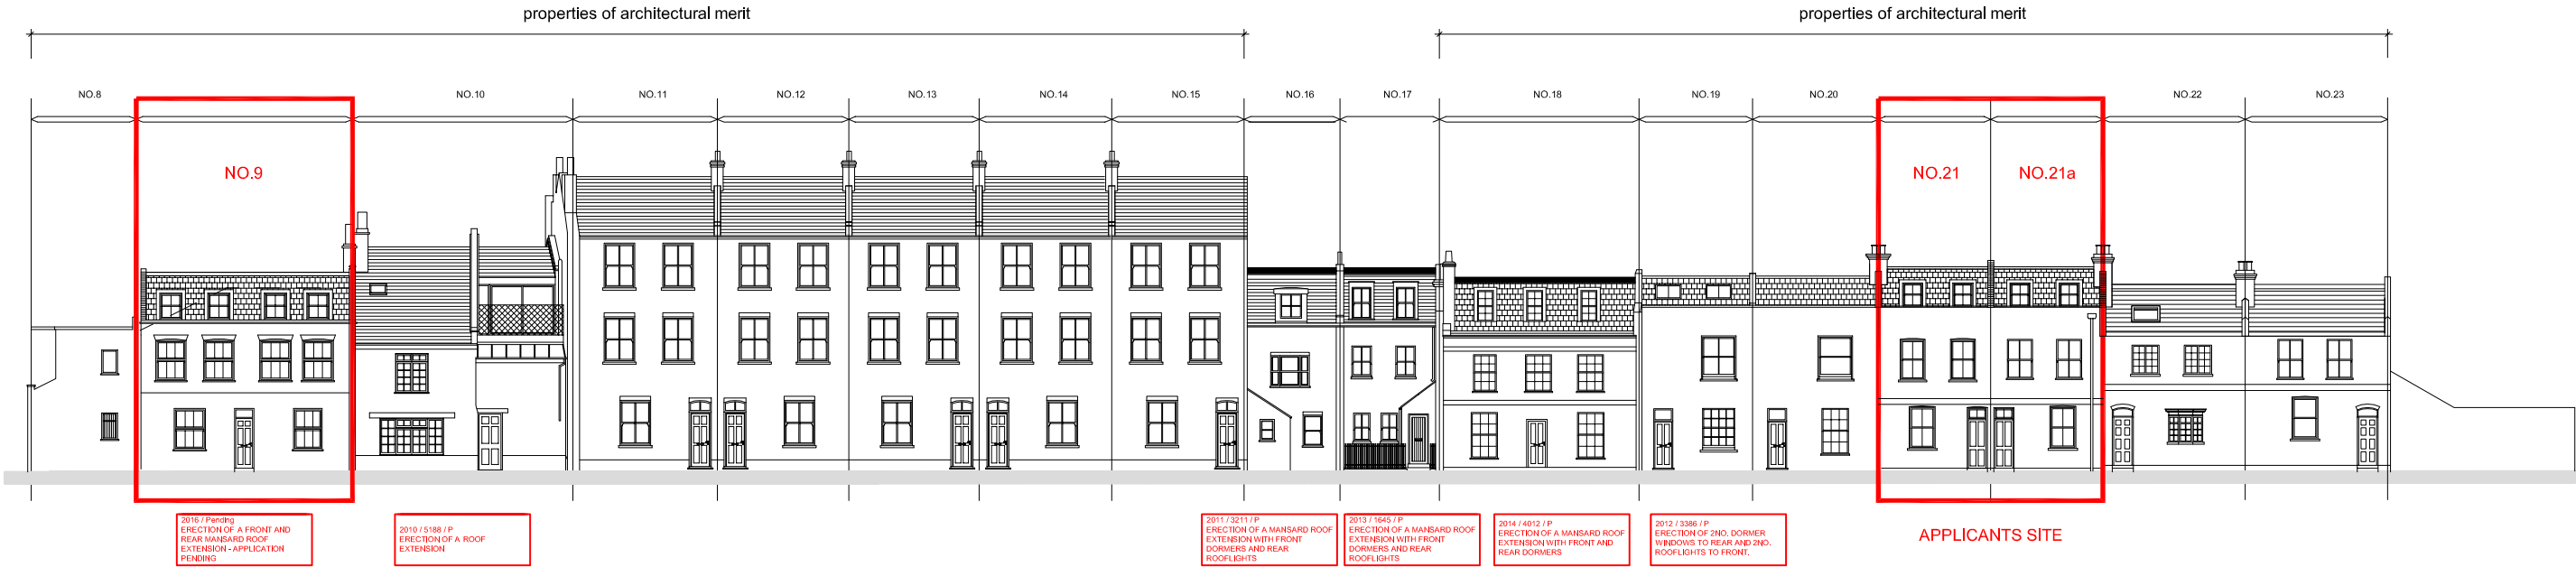 properties of architectural merit
properties of architectural merit
NO.8
NO.10
NO.11
NO.12
NO.13
NO.14
NO.15
NO.16
NO.17
NO.18
NO.19
NO.20
NO.22
NO.23
NO.9
NO.21
NO.21a
2016 / Pending
ERECTION OF A FRONT AND
REAR MANSARD ROOF
EXTENSION - APPLICATION
PENDING
2010 / 5188 / P
ERECTION OF A ROOF
EXTENSION
2011 / 3211 / P
ERECTION OF A MANSARD ROOF
EXTENSION WITH FRONT
DORMERS AND REAR
ROOFLIGHTS
2013 / 1645 / P
ERECTION OF A MANSARD ROOF
EXTENSION WITH FRONT
DORMERS AND REAR
ROOFLIGHTS
2014 / 4012 / P
ERECTION OF A MANSARD ROOF
EXTENSION WITH FRONT AND
REAR DORMERS
2012 / 3386 / P
ERECTION OF 2NO. DORMER
WINDOWS TO REAR AND 2NO.
ROOFLIGHTS TO FRONT.
APPLICANTS SITE